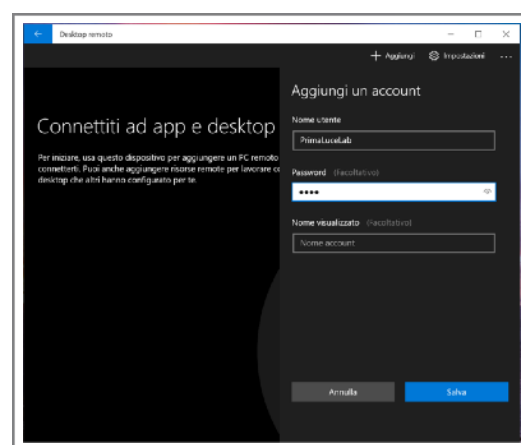 Desktop remoto
Aggiungi
Impostazioni
...
Connettiti ad app e desktop
Per iniziare, usa questo dispositivo per aggiungere un PC remoto
connetterti. Puoi anche aggiungere risorse remote per lavorare co
desktop che altri hanno configurato per te.
Aggiungi un account
Nome utente
PrimaLuceLab
Password (Facoltativo)
••••
Nome visualizzato (Facoltativo)
Nome account
Annulla
Salva